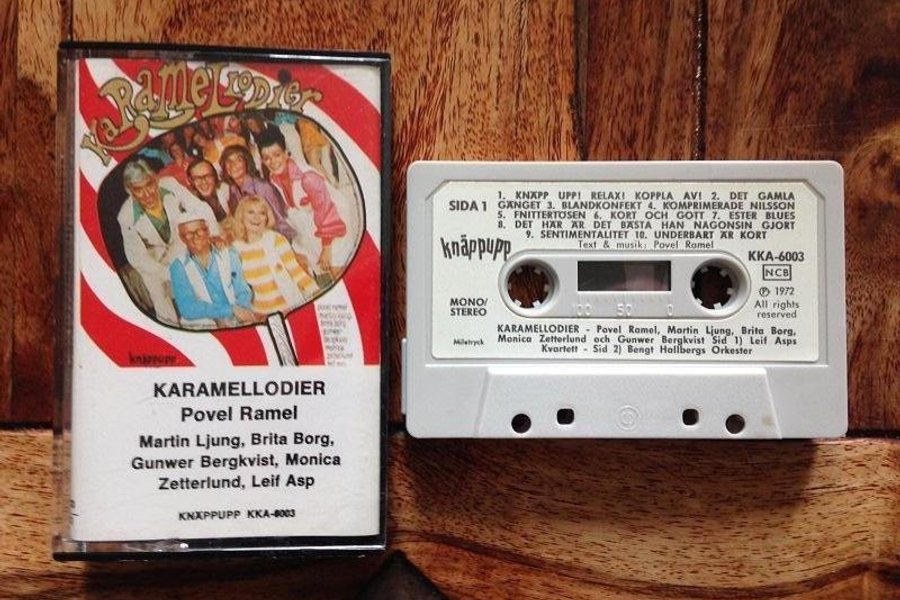 KaRaMeLLoDier
knäppupp
KARAMELLODIER
Povel Ramel
Martin Ljung, Brita Borg,
Gunwer Bergkvist, Monica
Zetterlund, Leif Asp
KNÄPPUPP KKA-6003
SIDA 1
1. KNÄPP UPP! RELAX! KOPPLA AV! 2. DET GAMLA
GÄNGET 3. BLANDKONFEKT 4. KOMPRIMERADE NILSSON
5. FNITTERTÖSEN 6. KORT OCH GOTT 7. ESTER BLUES
8. DET HÄR ÄR DET BÄSTA HAN NÅGONSIN GJORT
9. SENTIMENTALITET 10. UNDERBART ÄR KORT
Text & musik: Povel Ramel
knäppupp
KKA-6003
NCB
Ⓟ 1972
All rights
reserved
MONO/
STEREO
100 50 0
Miletryck
KARAMELLODIER - Povel Ramel, Martin Ljung, Brita Borg,
Monica Zetterlund och Gunwer Bergkvist Sid 1) Leif Asps
Kvartett - Sid 2) Bengt Hallbergs Orkester